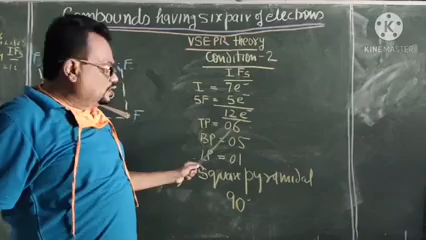 Compounds having six pair of electrons
VSEPR theory
Condition-2
IF5
I = 7e-
5F = 5e-
12e-
TP = 06
BP = 05
LP = 01
Square pyramidal
90°
F
F
F
KINEMASTER